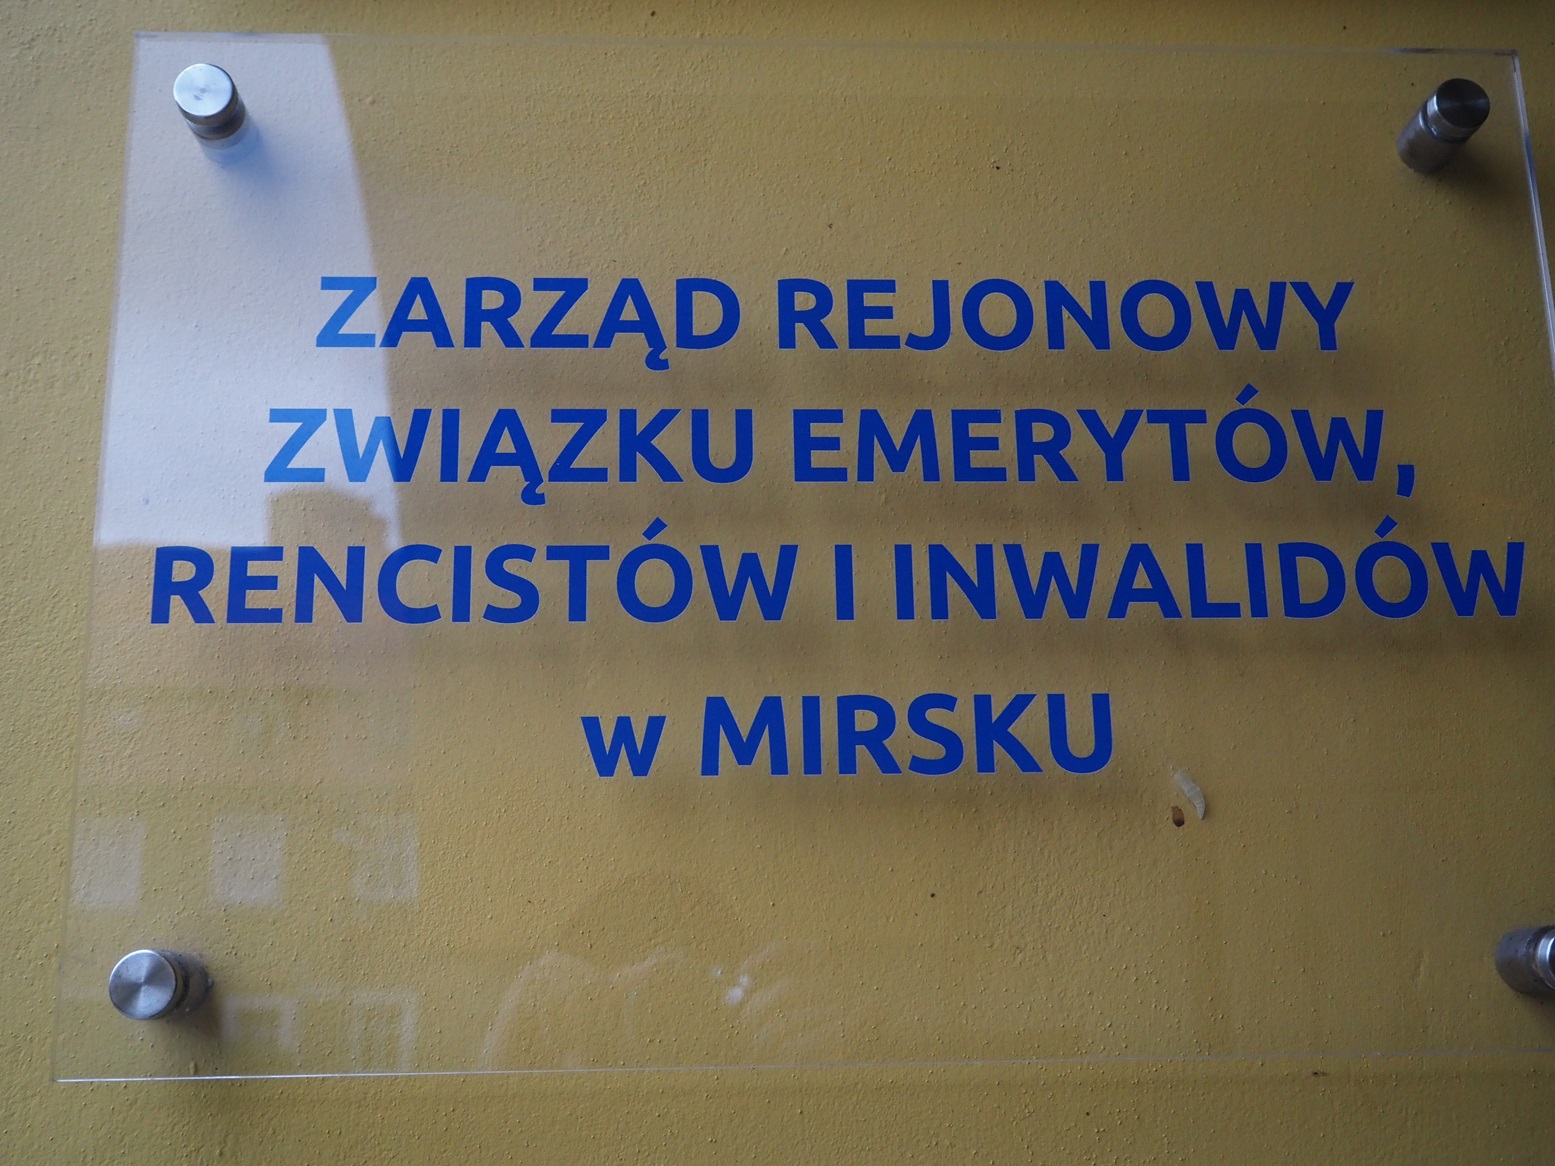 ZARZĄD REJONOWY
ZWIĄZKU EMERYTÓW,
RENCISTÓW I INWALIDÓW
w MIRSKU